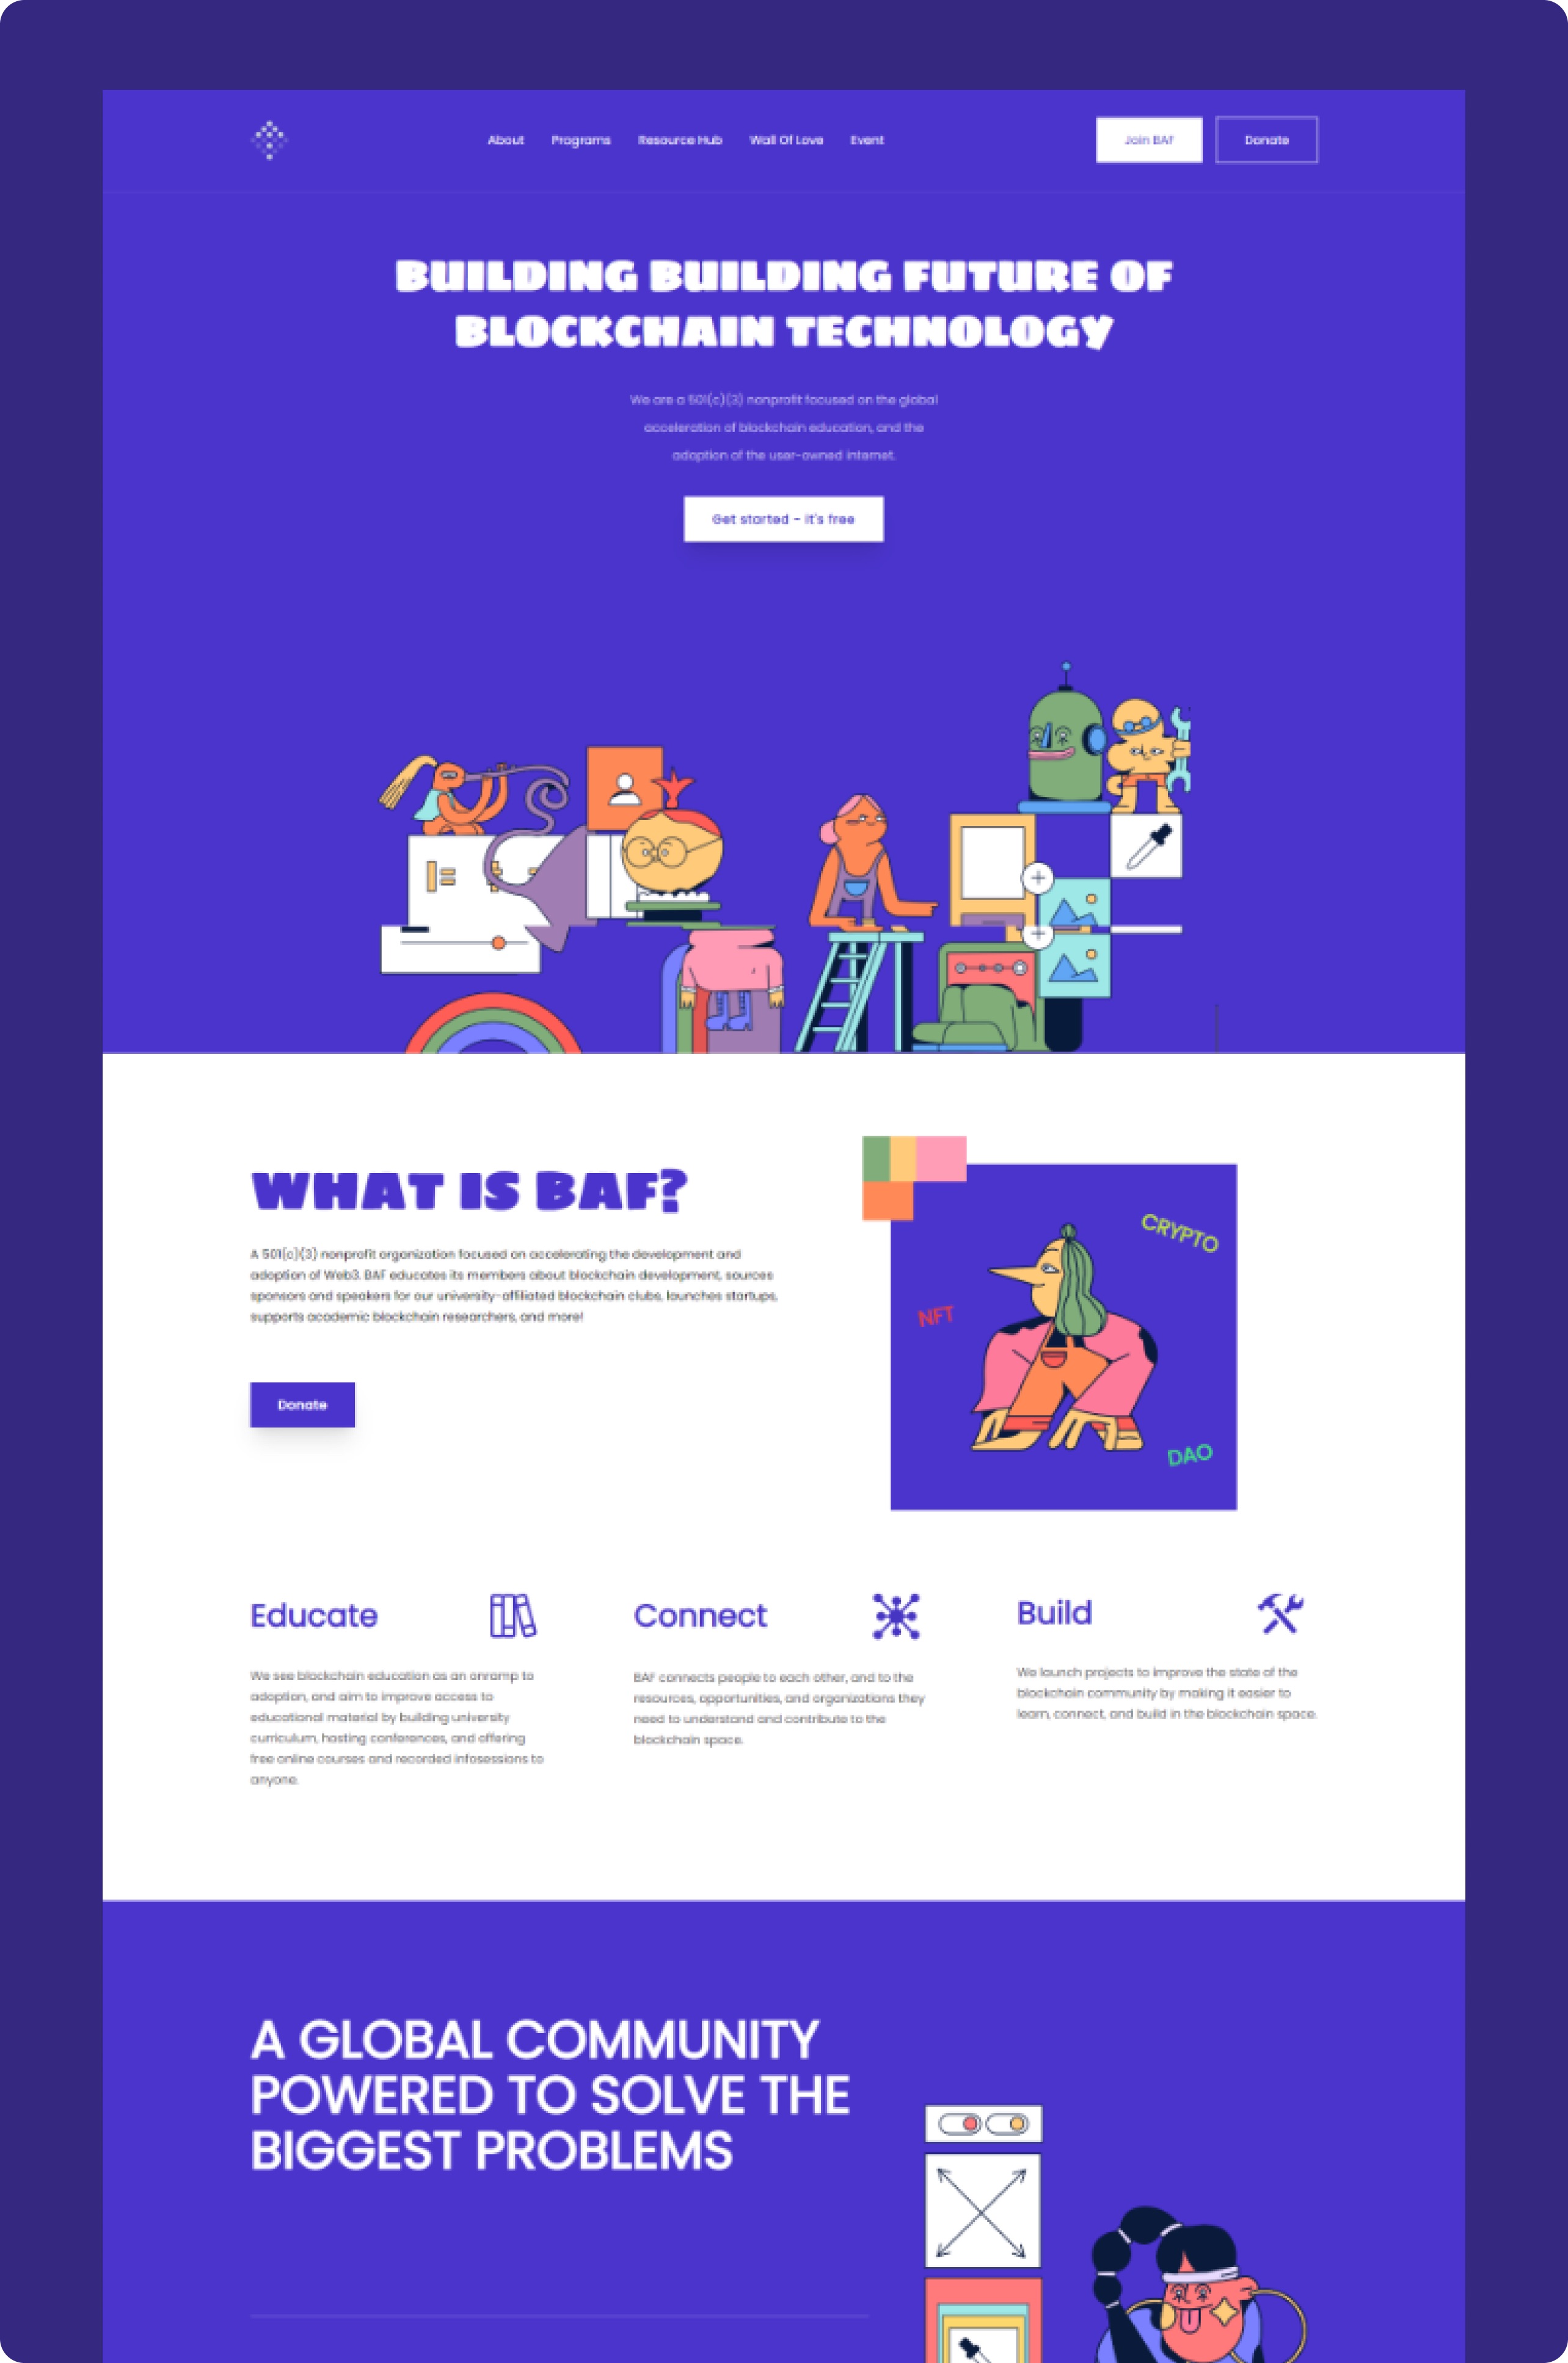 About Programs Resource Hub Wall Of Love Event Join BAF Donate
BUILDING BUILDING FUTURE OF
BLOCKCHAIN TECHNOLOGY
We are a 501(c)(3) nonprofit focused on the global
acceleration of blockchain education, and the
adoption of the user-owned internet.
Get started - it's free
WHAT IS BAF?
A 501(c)(3) nonprofit organization focused on accelerating the development and
adoption of Web3. BAF educates its members about blockchain development, sources
sponsors and speakers for our university-affiliated blockchain clubs, launches startups,
supports academic blockchain researchers, and more!
Donate
CRYPTO
NFT
DAO
Educate
We see blockchain education as an onramp to
adoption, and aim to improve access to
educational material by building university
curriculum, hosting conferences, and offering
free online courses and recorded infosessions to
anyone.
Connect
BAF connects people to each other, and to the
resources, opportunities, and organizations they
need to understand and contribute to the
blockchain space.
Build
We launch projects to improve the state of the
blockchain community by making it easier to
learn, connect, and build in the blockchain space.
A GLOBAL COMMUNITY
POWERED TO SOLVE THE
BIGGEST PROBLEMS